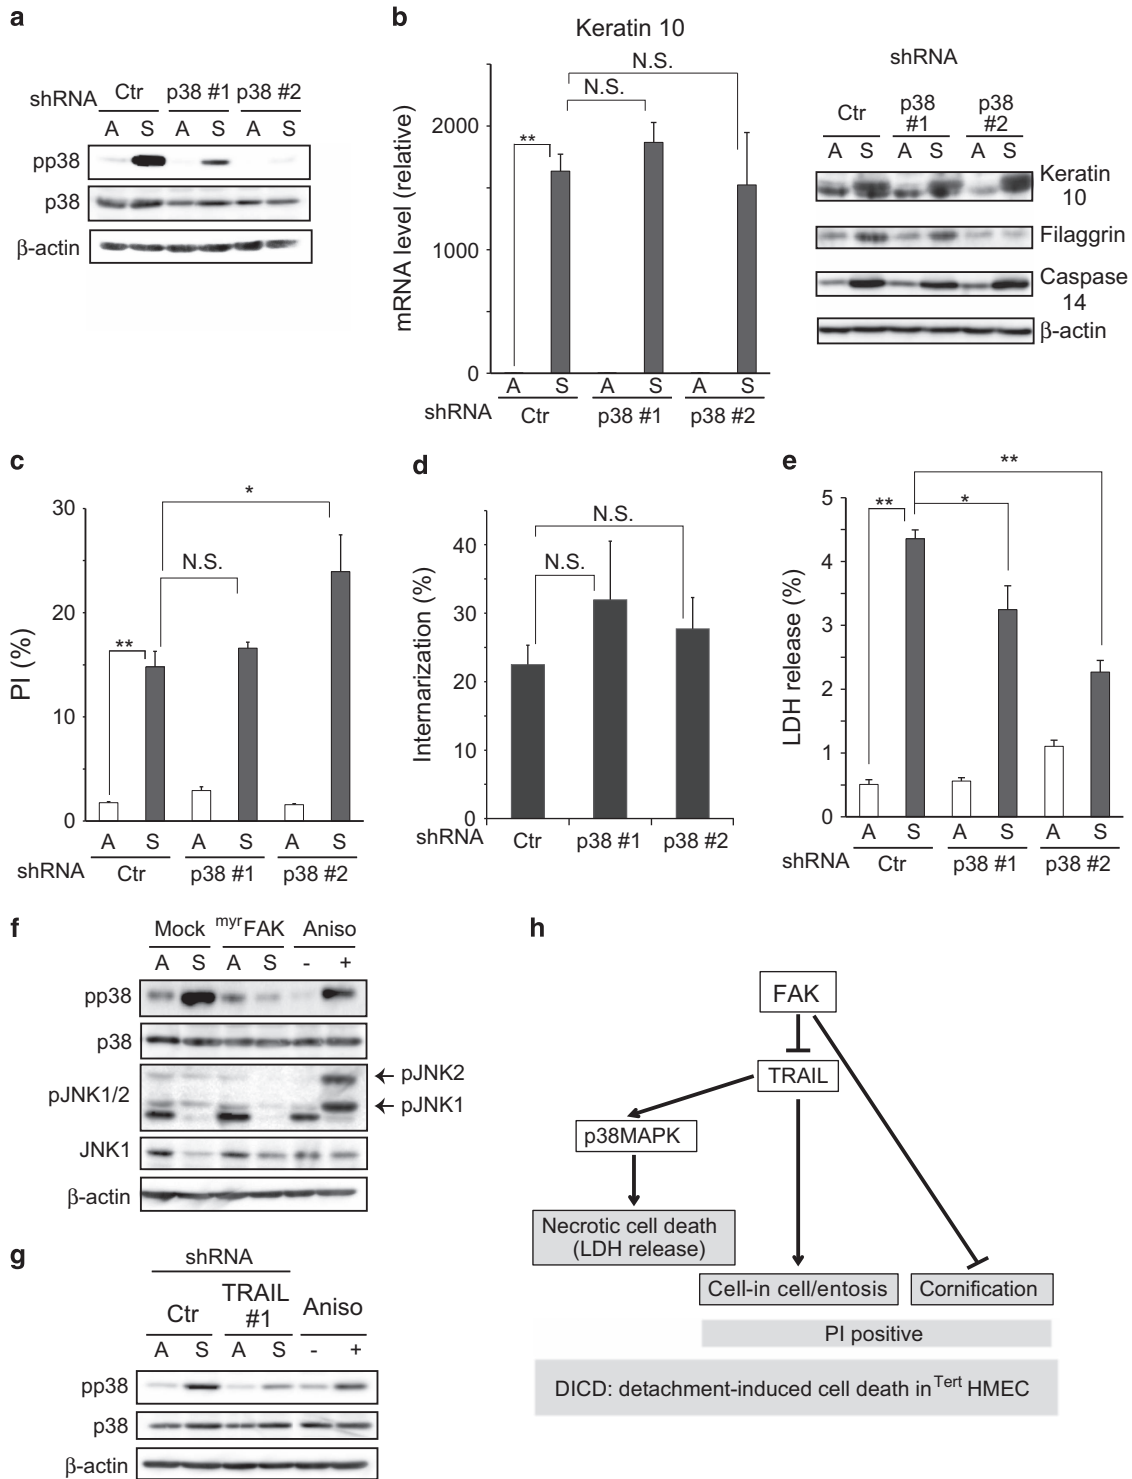 a
shRNA Ctr p38 #1 p38 #2
A S A S A S
pp38
p38
β-actin
b
Keratin 10
N.S.
N.S.
**
mRNA level (relative)
2000
1000
0
A S A S A S
shRNA Ctr p38 #1 p38 #2
shRNA
Ctr p38 #1 p38 #2
A S A S A S
Keratin 10
Filaggrin
Caspase 14
β-actin
c
*
N.S.
**
PI (%)
30
20
10
0
A S A S A S
shRNA Ctr p38 #1 p38 #2
d
N.S.
N.S.
Internarization (%)
40
30
20
10
0
shRNA Ctr p38 #1 p38 #2
e
**
** *
LDH release (%)
5
4
3
2
1
0
A S A S A S
shRNA Ctr p38 #1 p38 #2
f
Mock myrFAK Aniso
A S A S - +
pp38
p38
pJNK1/2
pJNK2
pJNK1
JNK1
β-actin
g
shRNA
Ctr TRAIL #1 Aniso
A S A S - +
pp38
p38
β-actin
h
FAK
TRAIL
p38MAPK
Necrotic cell death
(LDH release)
Cell-in cell/entosis
Cornification
PI positive
DICD: detachment-induced cell death in Tert HMEC